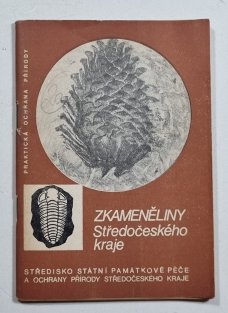 PRAKTICKÁ OCHRANA PŘÍRODY
ZKAMENĚLINY
Středočeského
kraje
STŘEDISKO STÁTNÍ PAMÁTKOVÉ PÉČE
A OCHRANY PŘÍRODY STŘEDOČESKÉHO KRAJE